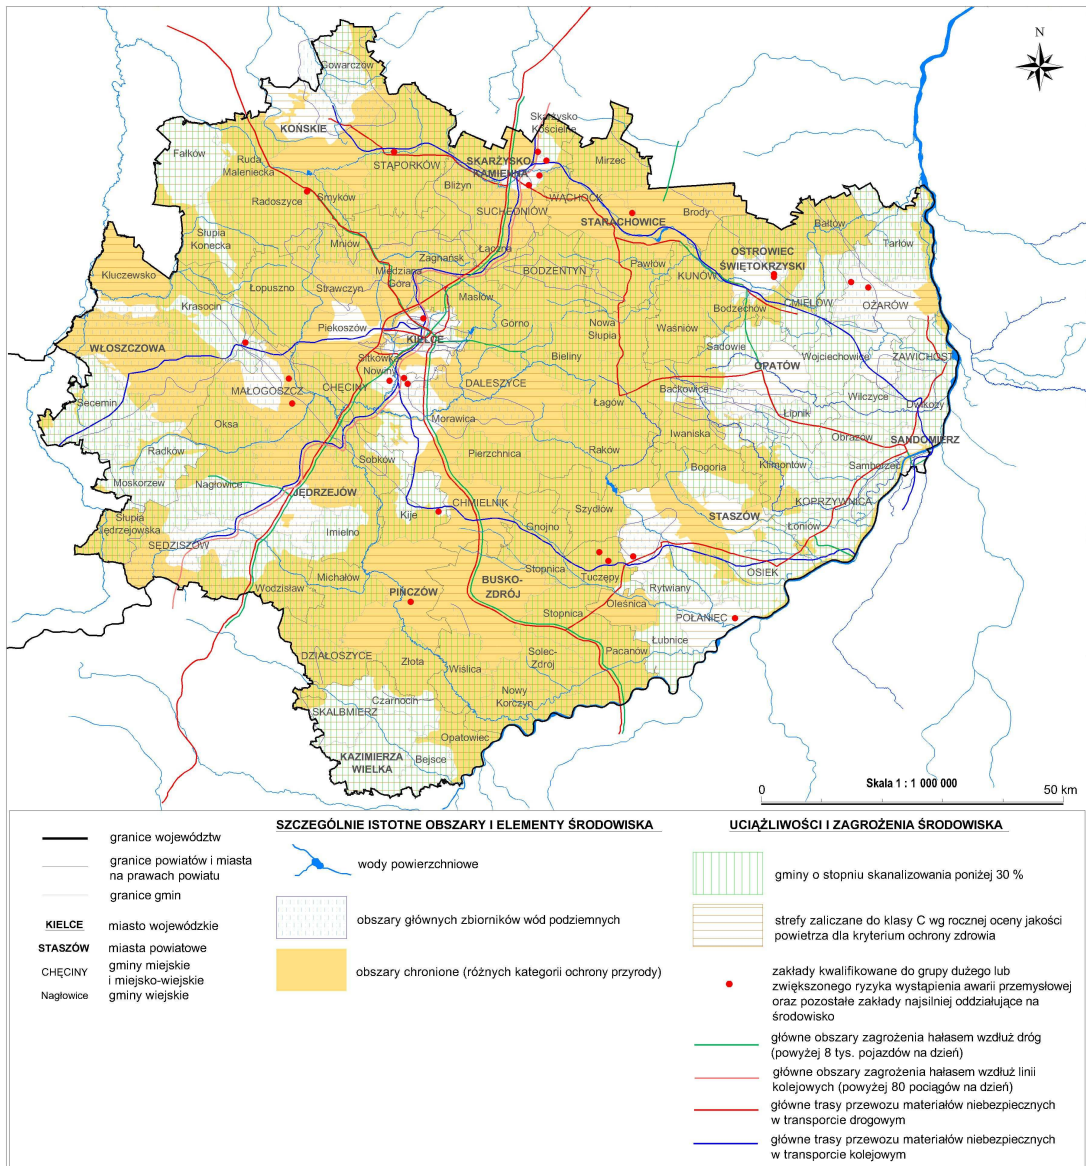 N
Gowarczów
KOŃSKIE
Skarżysko
Kościelne
Fałków
Ruda
Maleniecka
STĄPORKÓW
SKARŻYSKO-
KAMIENNA
Mirzec
Radoszyce
Smyków
Bliżyn
WĄCHOCK
SUCHEDNIÓW
STARACHOWICE
Brody
Bałtów
Tarłów
Słupia
Konecka
Mniów
Łączna
Zagnańsk
Pawłów
OSTROWIEC
ŚWIĘTOKRZYSKI
KUNÓW
Kluczewsko
Łopuszno
Miedziana
Góra
BODZENTYN
Strawczyn
Masłów
ĆMIELÓW
OŻARÓW
Krasocin
Bodzechów
Piekoszów
Górno
Nowa
Słupia
Waśniów
KIELCE
WŁOSZCZOWA
Sadowie
Wojciechowice
ZAWICHOST
Sitkówka
Nowiny
Bieliny
OPATÓW
CHĘCINY
DALESZYCE
MAŁOGOSZCZ
Baćkowice
Wilczyce
Secemin
Łagów
Dwikozy
Lipnik
Oksa
Morawica
Iwaniska
Obrazów
SANDOMIERZ
Radków
Sobków
Pierzchnica
Raków
Bogoria
Klimontów
Samborzec
Moskorzew
Nagłowice
JĘDRZEJÓW
CHMIELNIK
KOPRZYWNICA
Słupia
Jędrzejowska
Kije
Szydłów
STASZÓW
Łoniów
Imielno
Gnojno
SĘDZISZÓW
Stopnica
Tuczępy
OSIEK
Michałów
Wodzisław
PIŃCZÓW
BUSKO-
ZDRÓJ
Rytwiany
Oleśnica
Stopnica
POŁANIEC
Łubnice
DZIAŁOSZYCE
Złota
Wiślica
Solec-
Zdrój
Pacanów
Czarnocin
Nowy
Korczyn
SKALBMIERZ
Opatowiec
KAZIMIERZA
WIELKA
Bejsce
Skala 1 : 1 000 000
0
50 km
granice województw
granice powiatów i miasta
na prawach powiatu
granice gmin
KIELCE miasto wojewódzkie
STASZÓW miasta powiatowe
CHĘCINY gminy miejskie
i miejsko-wiejskie
Nagłowice gminy wiejskie
SZCZEGÓLNIE ISTOTNE OBSZARY I ELEMENTY ŚRODOWISKA
wody powierzchniowe
obszary głównych zbiorników wód podziemnych
obszary chronione (różnych kategorii ochrony przyrody)
UCIĄŻLIWOŚCI I ZAGROŻENIA ŚRODOWISKA
gminy o stopniu skanalizowania poniżej 30 %
strefy zaliczane do klasy C wg rocznej oceny jakości
powietrza dla kryterium ochrony zdrowia
zakłady kwalifikowane do grupy dużego lub
zwiększonego ryzyka wystąpienia awarii przemysłowej
oraz pozostałe zakłady najsilniej oddziałujące na
środowisko
główne obszary zagrożenia hałasem wzdłuż dróg
(powyżej 8 tys. pojazdów na dzień)
główne obszary zagrożenia hałasem wzdłuż linii
kolejowych (powyżej 80 pociągów na dzień)
główne trasy przewozu materiałów niebezpiecznych
w transporcie drogowym
główne trasy przewozu materiałów niebezpiecznych
w transporcie kolejowym